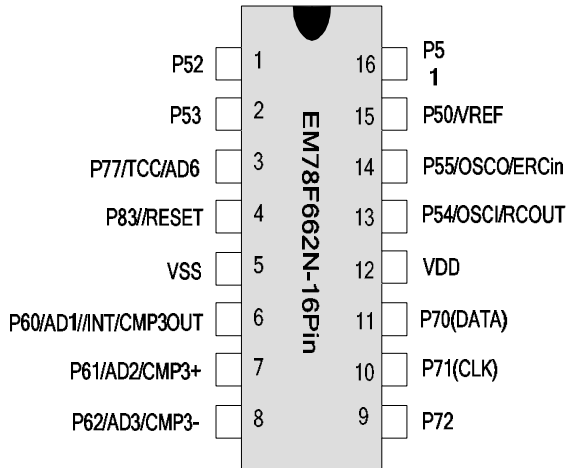 P52 1 16 P5
1
P53 2 15 P50/VREF
P77/TCC/AD6 3 14 P55/OSCO/ERCin
P83//RESET 4 13 P54/OSCI/RCOUT
VSS 5 12 VDD
P60/AD1//INT/CMP3OUT 6 11 P70(DATA)
P61/AD2/CMP3+ 7 10 P71(CLK)
P62/AD3/CMP3- 8 9 P72
EM78F662N-16Pin